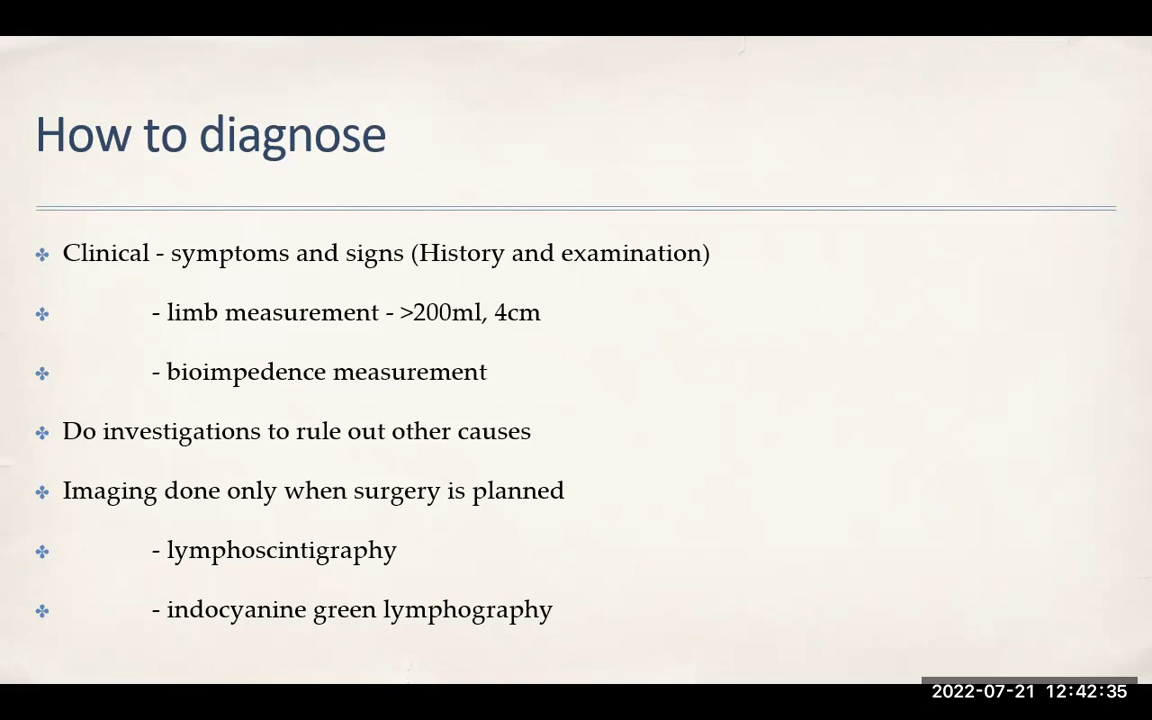 How to diagnose
Clinical - symptoms and signs (History and examination)
- limb measurement - >200ml, 4cm
- bioimpedence measurement
Do investigations to rule out other causes
Imaging done only when surgery is planned
- lymphoscintigraphy
- indocyanine green lymphography
2022-07-21 12:42:35